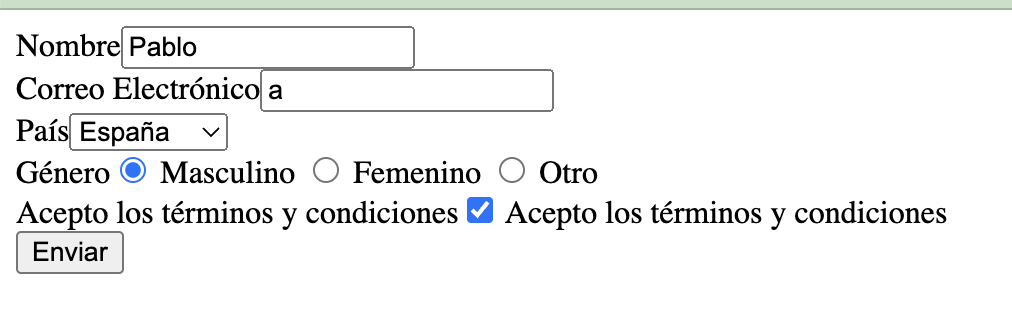 Nombre Pablo
Correo Electrónico a
País España
Género Masculino Femenino Otro
Acepto los términos y condiciones Acepto los términos y condiciones
Enviar